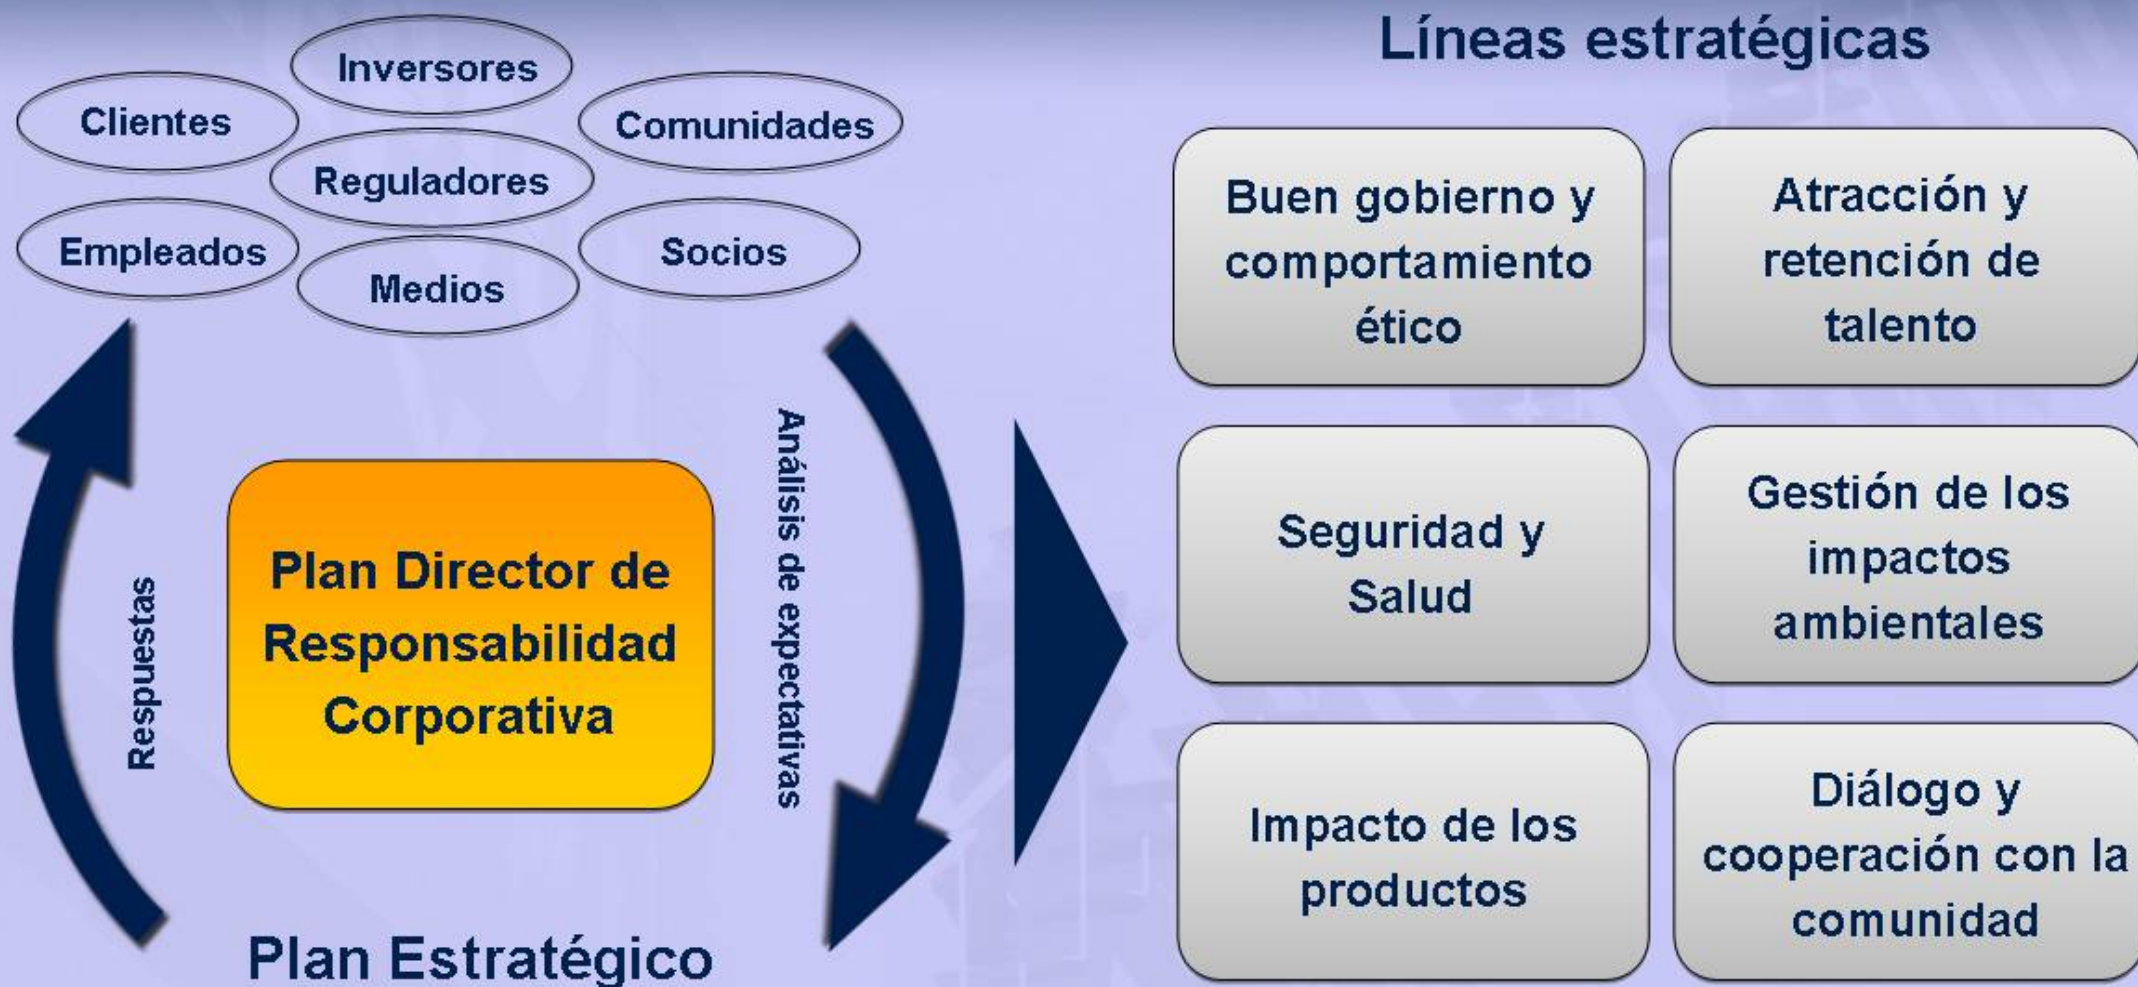 Líneas estratégicas
Inversores
Clientes
Comunidades
Reguladores
Empleados
Socios
Medios
Respuestas
Plan Director de
Responsabilidad
Corporativa
Análisis de expectativas
Plan Estratégico
Buen gobierno y
comportamiento
ético
Atracción y
retención de
talento
Seguridad y
Salud
Gestión de los
impactos
ambientales
Impacto de los
productos
Diálogo y
cooperación con la
comunidad